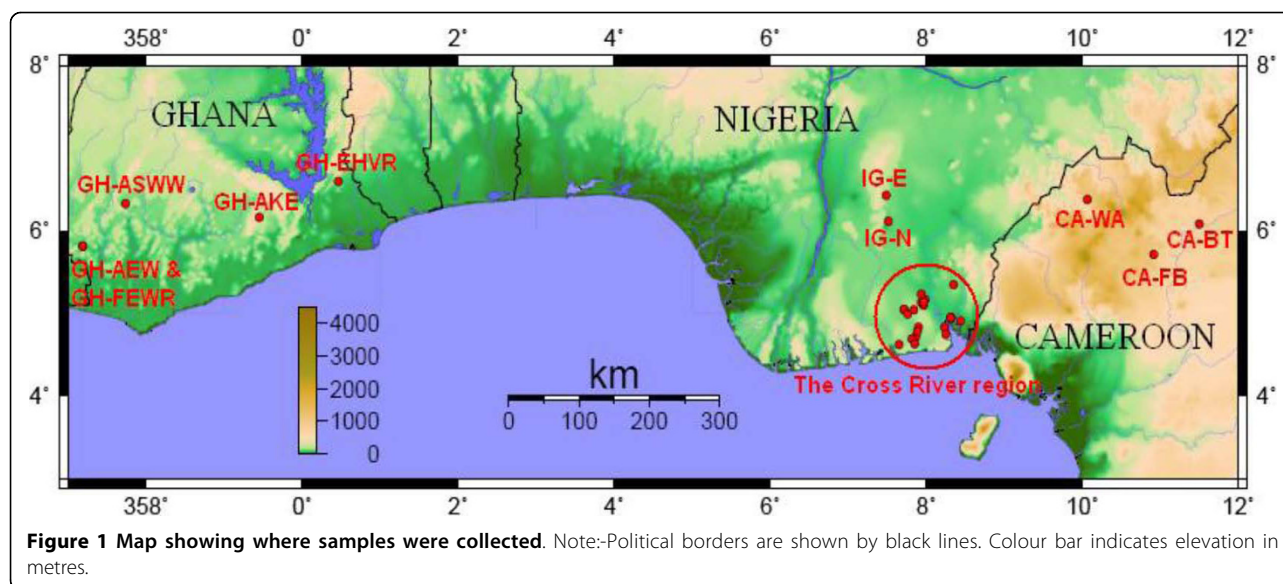 358° 0° 2° 4° 6° 8° 10° 12°
8° 8°
GHANA NIGERIA
GH-EHVR
GH-ASWW GH-AKE IG-E CA-WA
6° IG-N CA-BT 6°
GH-AEW & CA-FB
GH-FEWR
4000 CAMEROON
3000 km
2000 The Cross River region
4° 1000 0 100 200 300 4°
0
358° 0° 2° 4° 6° 8° 10° 12°
Figure 1 Map showing where samples were collected. Note:-Political borders are shown by black lines. Colour bar indicates elevation in
metres.